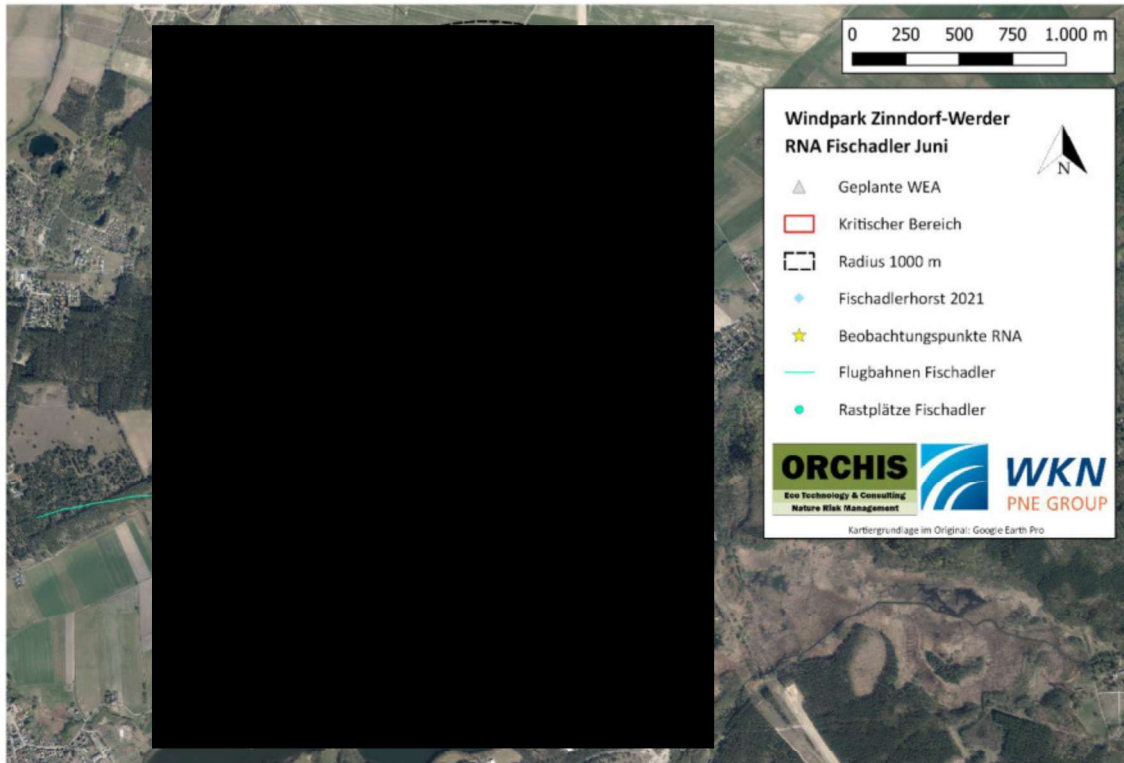 0 250 500 750 1.000 m
Windpark Zinndorf-Werder
RNA Fischadler Juni
N
Geplante WEA
Kritischer Bereich
Radius 1000 m
Fischadlerhorst 2021
Beobachtungspunkte RNA
Flugbahnen Fischadler
Rastplätze Fischadler
ORCHIS
Eco Technology & Consulting
Nature Risk Management
WKN
PNE GROUP
Kartiergrundlage im Original: Google Earth Pro